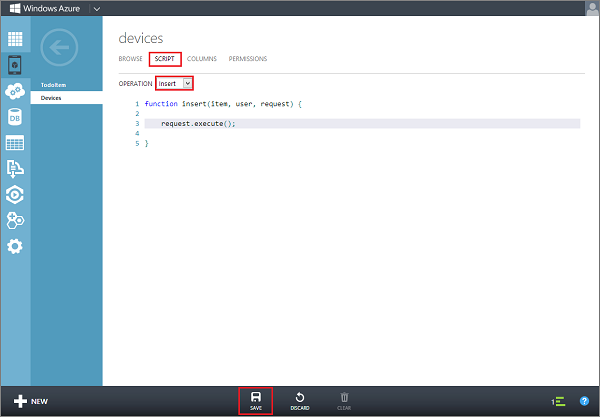 Windows Azure
devices
BROWSE SCRIPT COLUMNS PERMISSIONS
TodoItem
Devices
OPERATION Insert
DB
1 function insert(item, user, request) {
2
3 request.execute();
4
5 }
NEW
SAVE
DISCARD
CLEAR
1
?